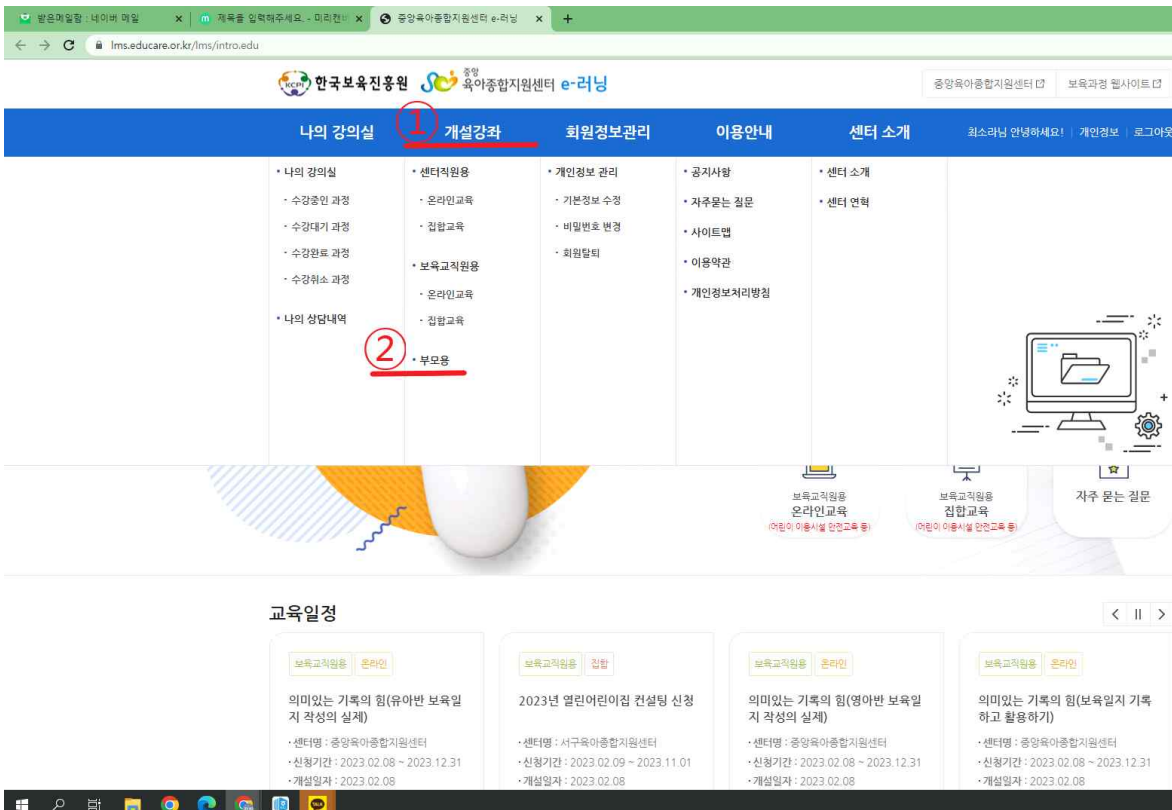 받은메일함 : 네이버 메일
제목을 입력해주세요. - 미리캔
중앙육아종합지원센터 e-러닝
lms.educare.or.kr/lms/intro.edu
KCPI 한국보육진흥원
중앙
육아종합지원센터 e-러닝
중앙육아종합지원센터
보육과정 웹사이트
나의 강의실
① 개설강좌
회원정보관리
이용안내
센터 소개
최소라님 안녕하세요! | 개인정보 | 로그아웃
• 나의 강의실
- 수강중인 과정
- 수강대기 과정
- 수강완료 과정
- 수강취소 과정
• 나의 상담내역
• 센터직원용
- 온라인교육
- 집합교육
• 보육교직원용
- 온라인교육
- 집합교육
② • 부모용
• 개인정보 관리
- 기본정보 수정
- 비밀번호 변경
- 회원탈퇴
• 공지사항
• 자주묻는 질문
• 사이트맵
• 이용약관
• 개인정보처리방침
• 센터 소개
• 센터 연혁
보육교직원용
온라인교육
(어린이 이용시설 안전교육 등)
보육교직원용
집합교육
(어린이 이용시설 안전교육 등)
자주 묻는 질문
교육일정
보육교직원용 온라인
의미있는 기록의 힘(유아반 보육일
지 작성의 실제)
·센터명 : 중앙육아종합지원센터
·신청기간 : 2023.02.08 ~ 2023.12.31
·개설일자 : 2023.02.08
보육교직원용 집합
2023년 열린어린이집 컨설팅 신청
·센터명 : 서구육아종합지원센터
·신청기간 : 2023.02.09 ~ 2023.11.01
·개설일자 : 2023.02.08
보육교직원용 온라인
의미있는 기록의 힘(영아반 보육일
지 작성의 실제)
·센터명 : 중앙육아종합지원센터
·신청기간 : 2023.02.08 ~ 2023.12.31
·개설일자 : 2023.02.08
보육교직원용 온라인
의미있는 기록의 힘(보육일지 기록
하고 활용하기)
·센터명 : 중앙육아종합지원센터
·신청기간 : 2023.02.08 ~ 2023.12.31
·개설일자 : 2023.02.08
TALK